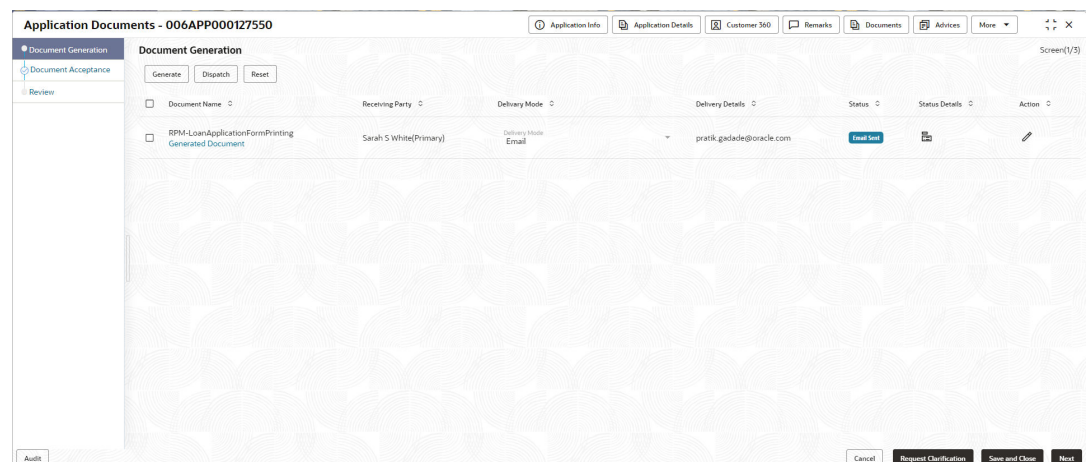 Application Documents - 006APP000127550
Application Info
Application Details
Customer 360
Remarks
Documents
Advices
More
Document Generation
Document Acceptance
Review
Document Generation
Screen(1/3)
Generate
Dispatch
Reset
Document Name
Receiving Party
Delivary Mode
Delivery Details
Status
Status Details
Action
RPM-LoanApplicationFormPrinting
Generated Document
Sarah S White(Primary)
Delivery Mode
Email
pratik.gadade@oracle.com
Email Sent
Audit
Cancel
Request Clarification
Save and Close
Next